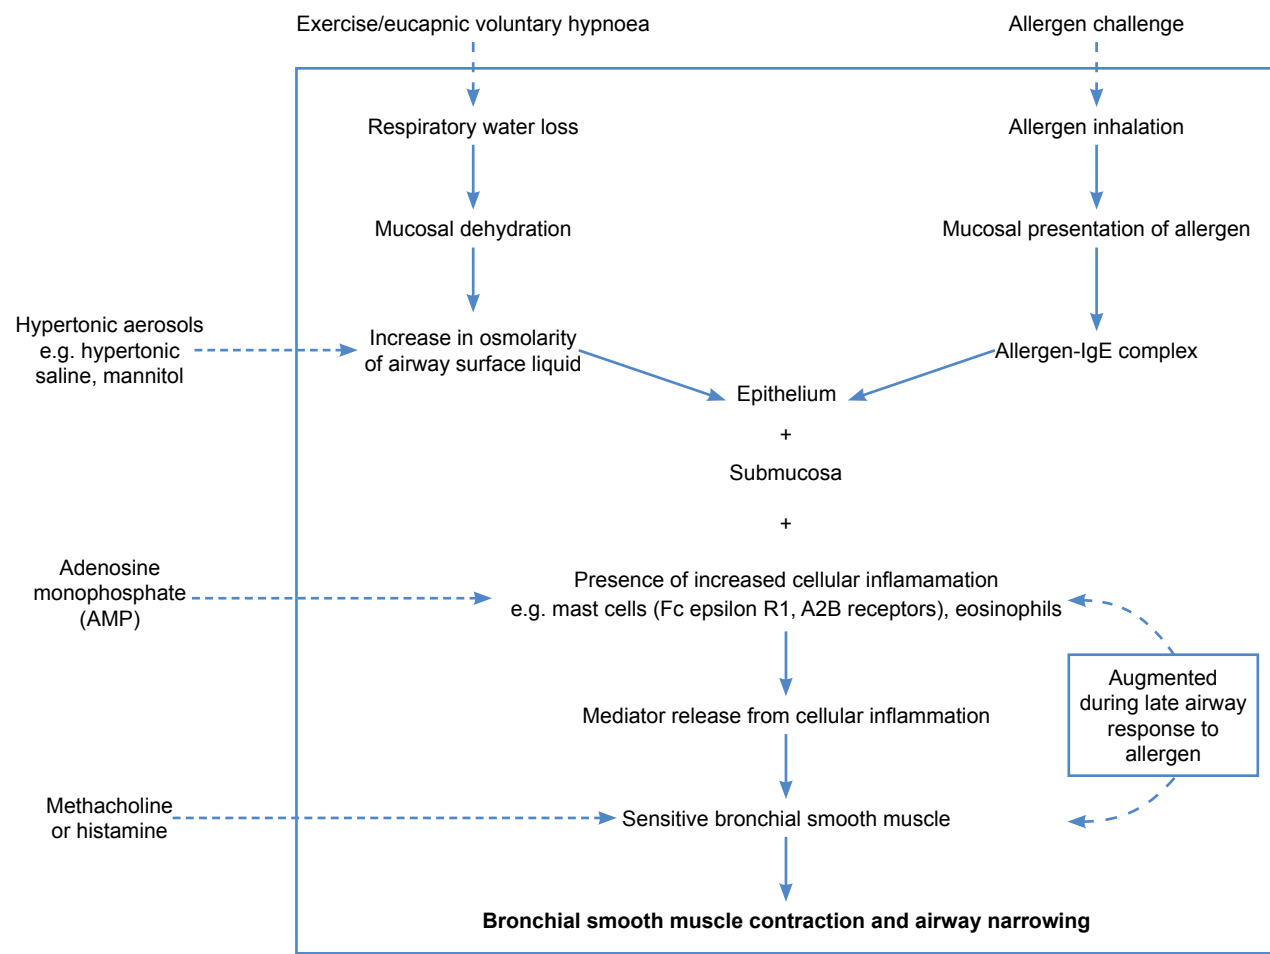 Exercise/eucapnic voluntary hypnoea
Allergen challenge
Respiratory water loss
Allergen inhalation
Mucosal dehydration
Mucosal presentation of allergen
Hypertonic aerosols
e.g. hypertonic
saline, mannitol
Increase in osmolarity
of airway surface liquid
Allergen-IgE complex
Epithelium
+
Submucosa
+
Adenosine
monophosphate
(AMP)
Presence of increased cellular inflamamation
e.g. mast cells (Fc epsilon R1, A2B receptors), eosinophils
Augmented
during late airway
response to
allergen
Mediator release from cellular inflammation
Methacholine
or histamine
Sensitive bronchial smooth muscle
Bronchial smooth muscle contraction and airway narrowing